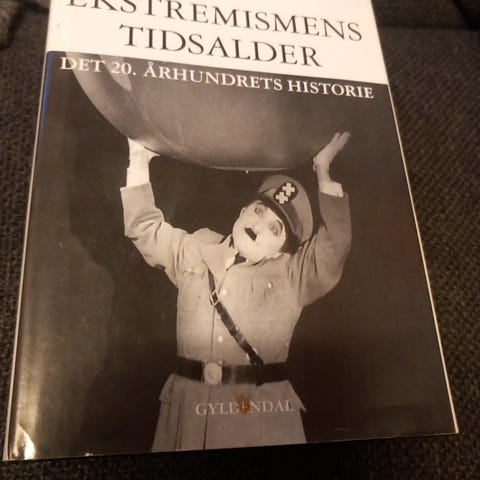 EKSTREMISMENS
TIDSALDER
DET 20. ÅRHUNDRETS HISTORIE
GYLDENDAL